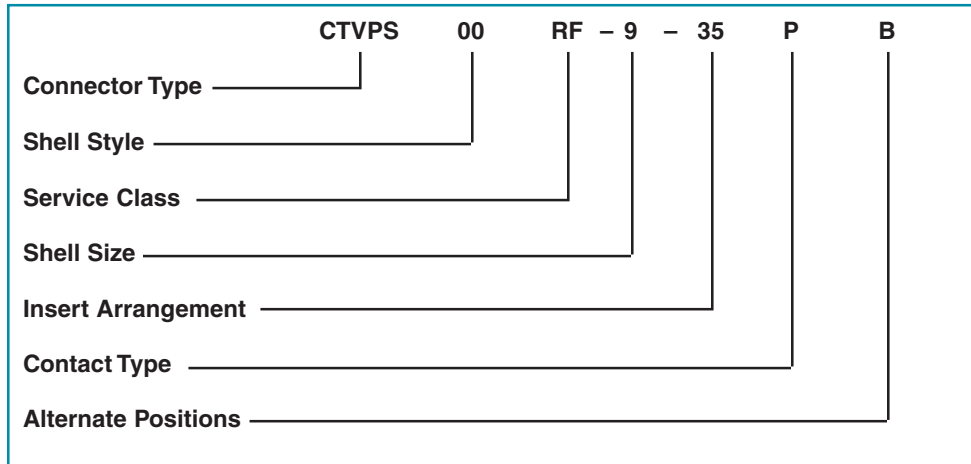 CTVPS 00 RF – 9 – 35 P B
Connector Type
Shell Style
Service Class
Shell Size
Insert Arrangement
Contact Type
Alternate Positions